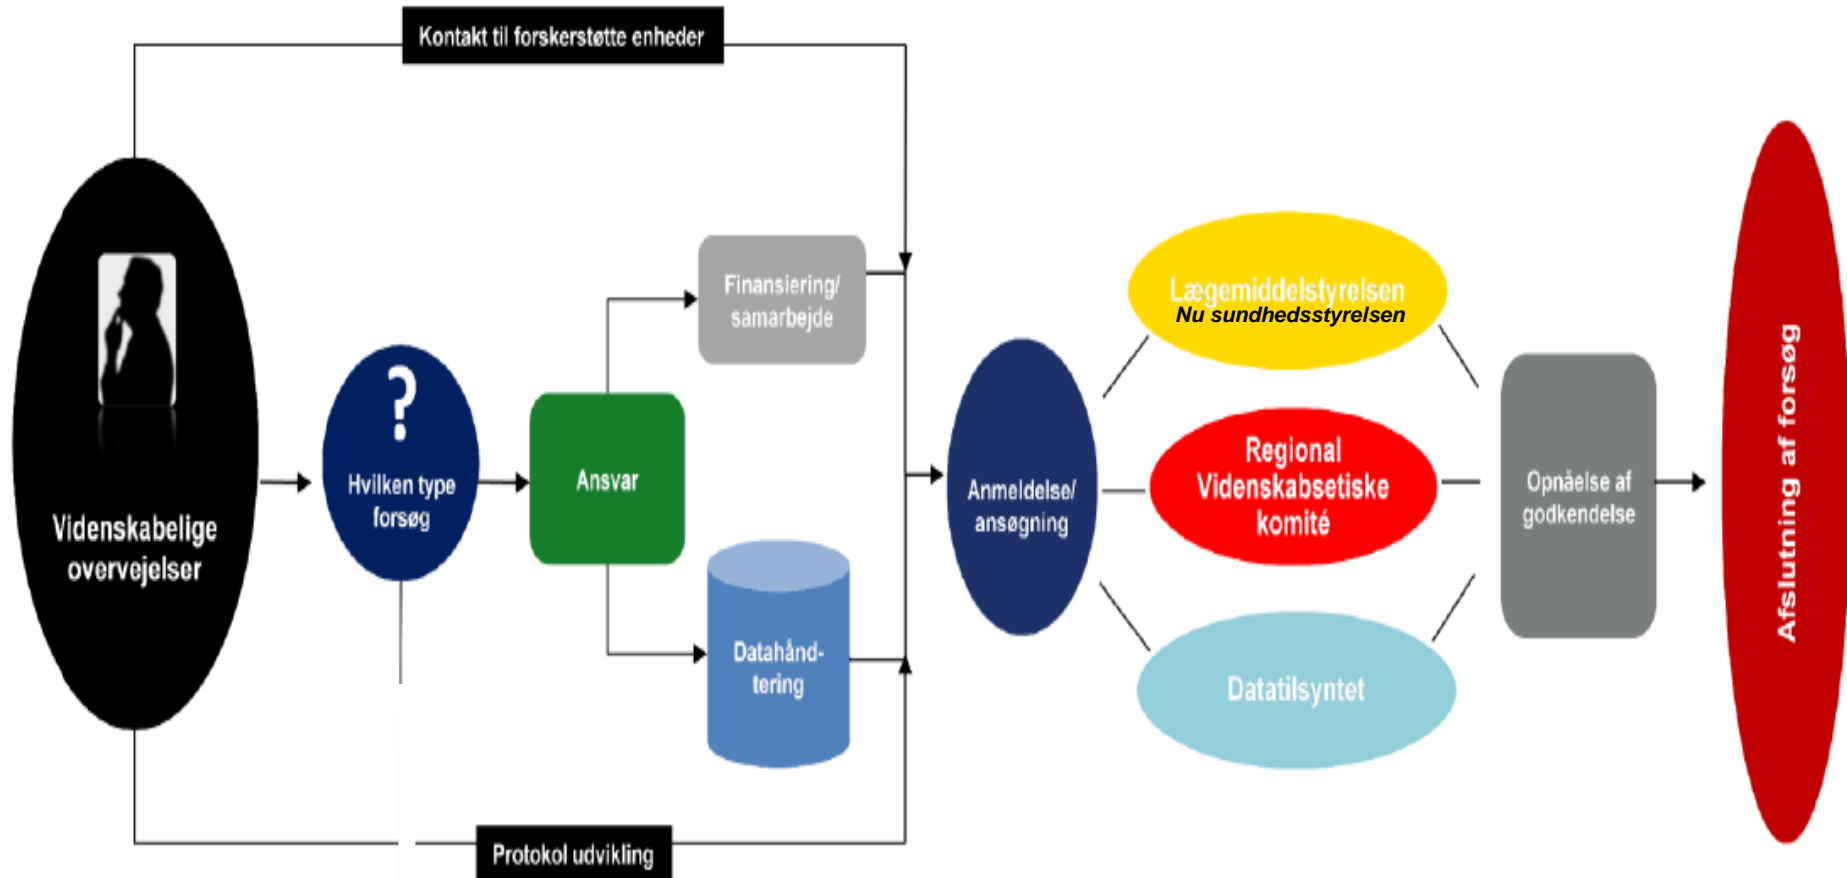 Kontakt til forskerstøtte enheder
Videnskabelige
overvejelser
?
Hvilken type
forsøg
Ansvar
Finansiering/
samarbejde
Datahånd-
tering
Protokol udvikling
Anmeldelse/
ansøgning
Lægemiddelstyrelsen
Nu sundhedsstyrelsen
Regional
Videnskabsetiske
komité
Datatilsyntet
Opnåelse af
godkendelse
Afslutning af forsøg